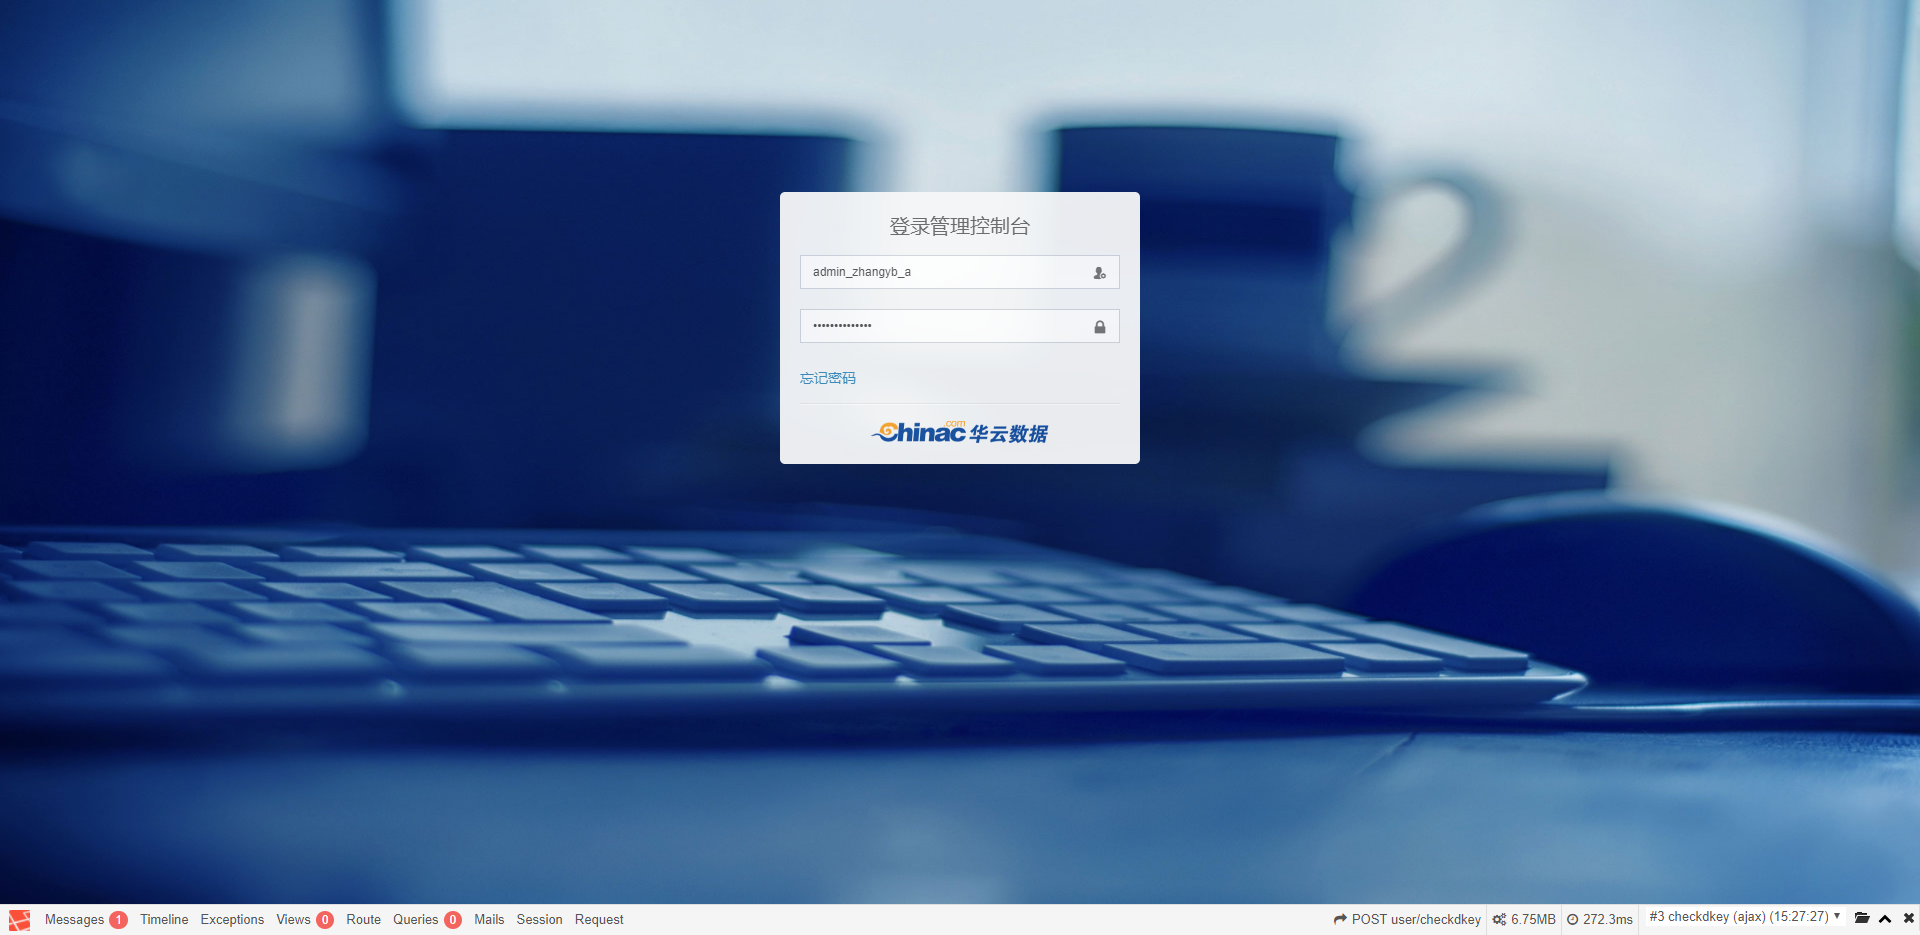 登录管理控制台
admin_zhangyb_a
••••••••••••••
忘记密码
Chinac.com 华云数据
Messages 1 Timeline Exceptions Views 0 Route Queries 0 Mails Session Request POST user/checkdkey 6.75MB 272.3ms #3 checkdkey (ajax) (15:27:27)